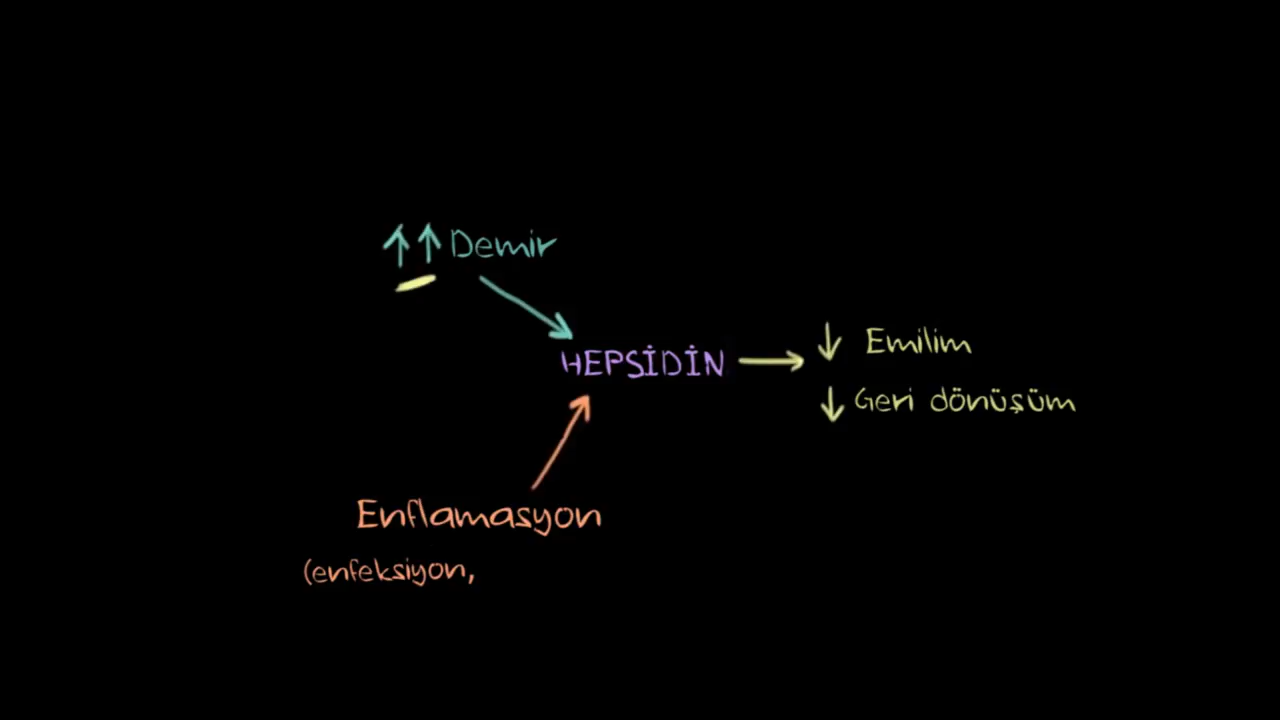 ↑↑ Demir
HEPSİDİN → ↓ Emilim
↓ Geri dönüşüm
Enflamasyon
(enfeksiyon,